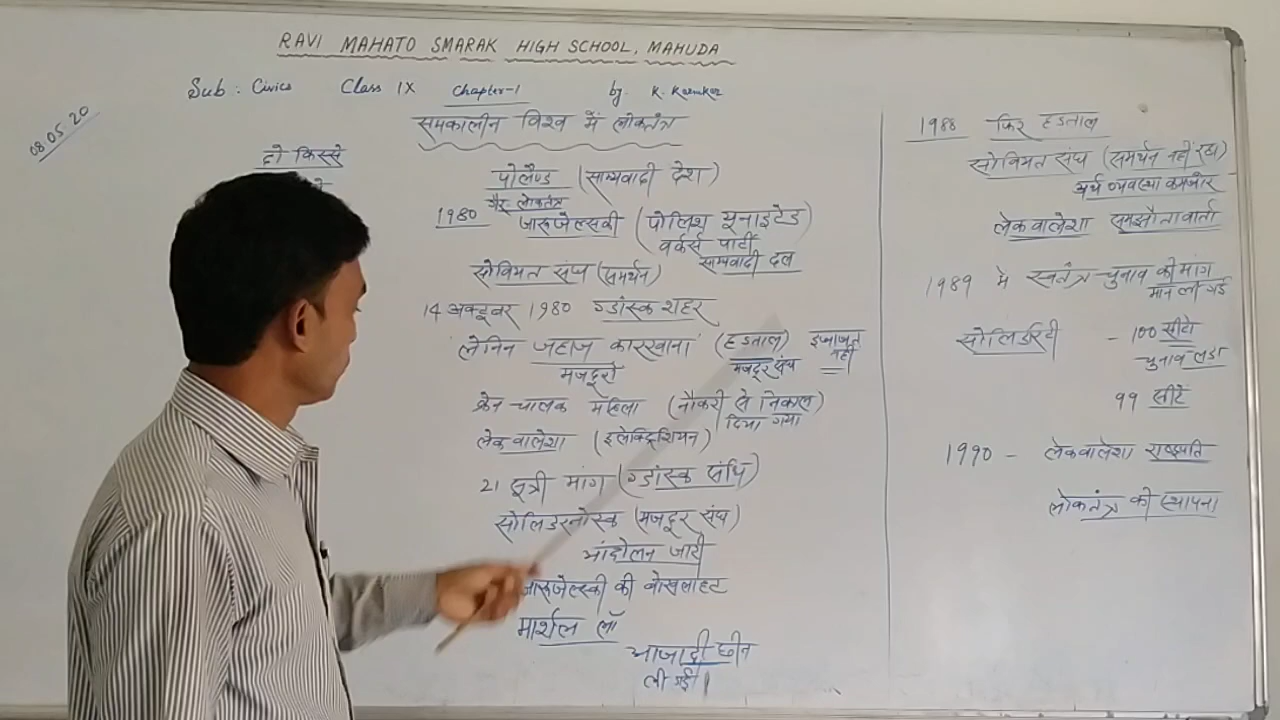 RAVI MAHATO SMARAK HIGH SCHOOL, MAHUDA
Sub : Civics Class IX Chapter-1 by. K. Karmkar
08.05.20
समकालीन विश्व में लोकतंत्र
दो किस्से
पोलैण्ड (साम्यवादी देश)
गैर लोकतंत्र
1980 जारूजेल्सकी (पोलिश यूनाइटेड
वर्कर्स पार्टी
साम्यवादी दल
सोवियत संघ (समर्थन)
14 अक्टूबर 1980 ग्डांस्क शहर
'लेनिन जहाज कारखाना' (हडताल) इजाजत नही
मजदूरो मजदूर संघ
क्रेन चालक महिला (नौकरी से निकाल)
दिया गया
लेक वालेशा (इलेक्ट्रिशियन)
21 सूत्री मांग (ग्डांस्क संधि)
सोलिडरनोस्क (मजदूर संघ)
आंदोलन जारी
जारूजेल्स्की की बोखलाहट
मार्शल लॉ
आजादी छीन
ली गई।
1988 फिर हडताल
सोवियत संघ (समर्थन नही रहा)
अर्थ व्यवस्था कमजोर
लेक वालेशा समझौता वार्ता
1989 मे स्वतंत्र चुनाव की मांग
मान ली गई
सोलिडरिटी - 100 सीटो
चुनाव लडा
99 सीटे
1990 - लेकवालेशा राष्ट्रपति
लोकतंत्र की स्थापना